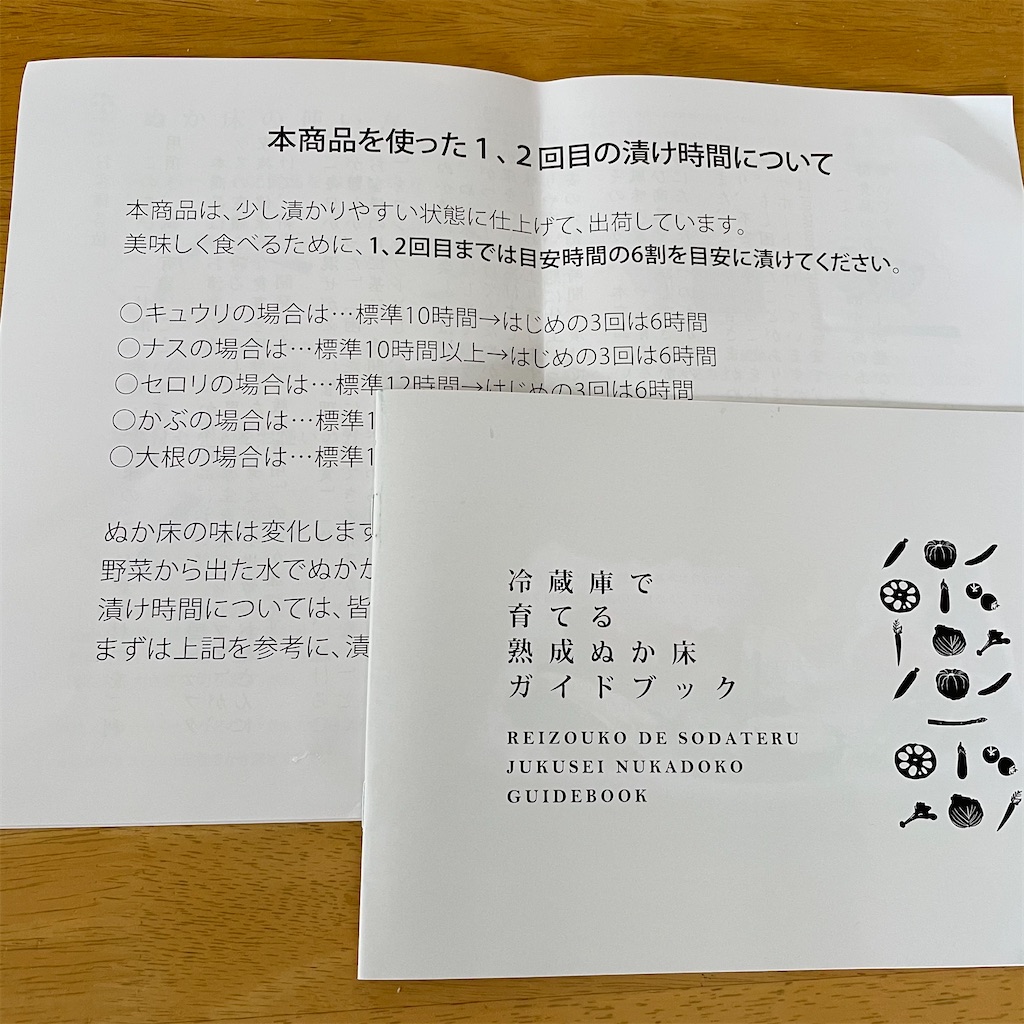 本商品を使った１、２回目の漬け時間について
本商品は、少し漬かりやすい状態に仕上げて、出荷しています。
美味しく食べるために、1、2回目までは目安時間の6割を目安に漬けてください。
○キュウリの場合は…標準10時間→はじめの3回は6時間
○ナスの場合は…標準10時間以上→はじめの3回は6時間
○セロリの場合は…標準12時間→はじめの3回は6時間
○かぶの場合は…標準1
○大根の場合は…標準1
ぬか床の味は変化します
野菜から出た水でぬかが
漬け時間については、皆
まずは上記を参考に、漬
冷蔵庫で
育てる
熟成ぬか床
ガイドブック
REIZOUKO DE SODATERU
JUKUSEI NUKADOKO
GUIDEBOOK